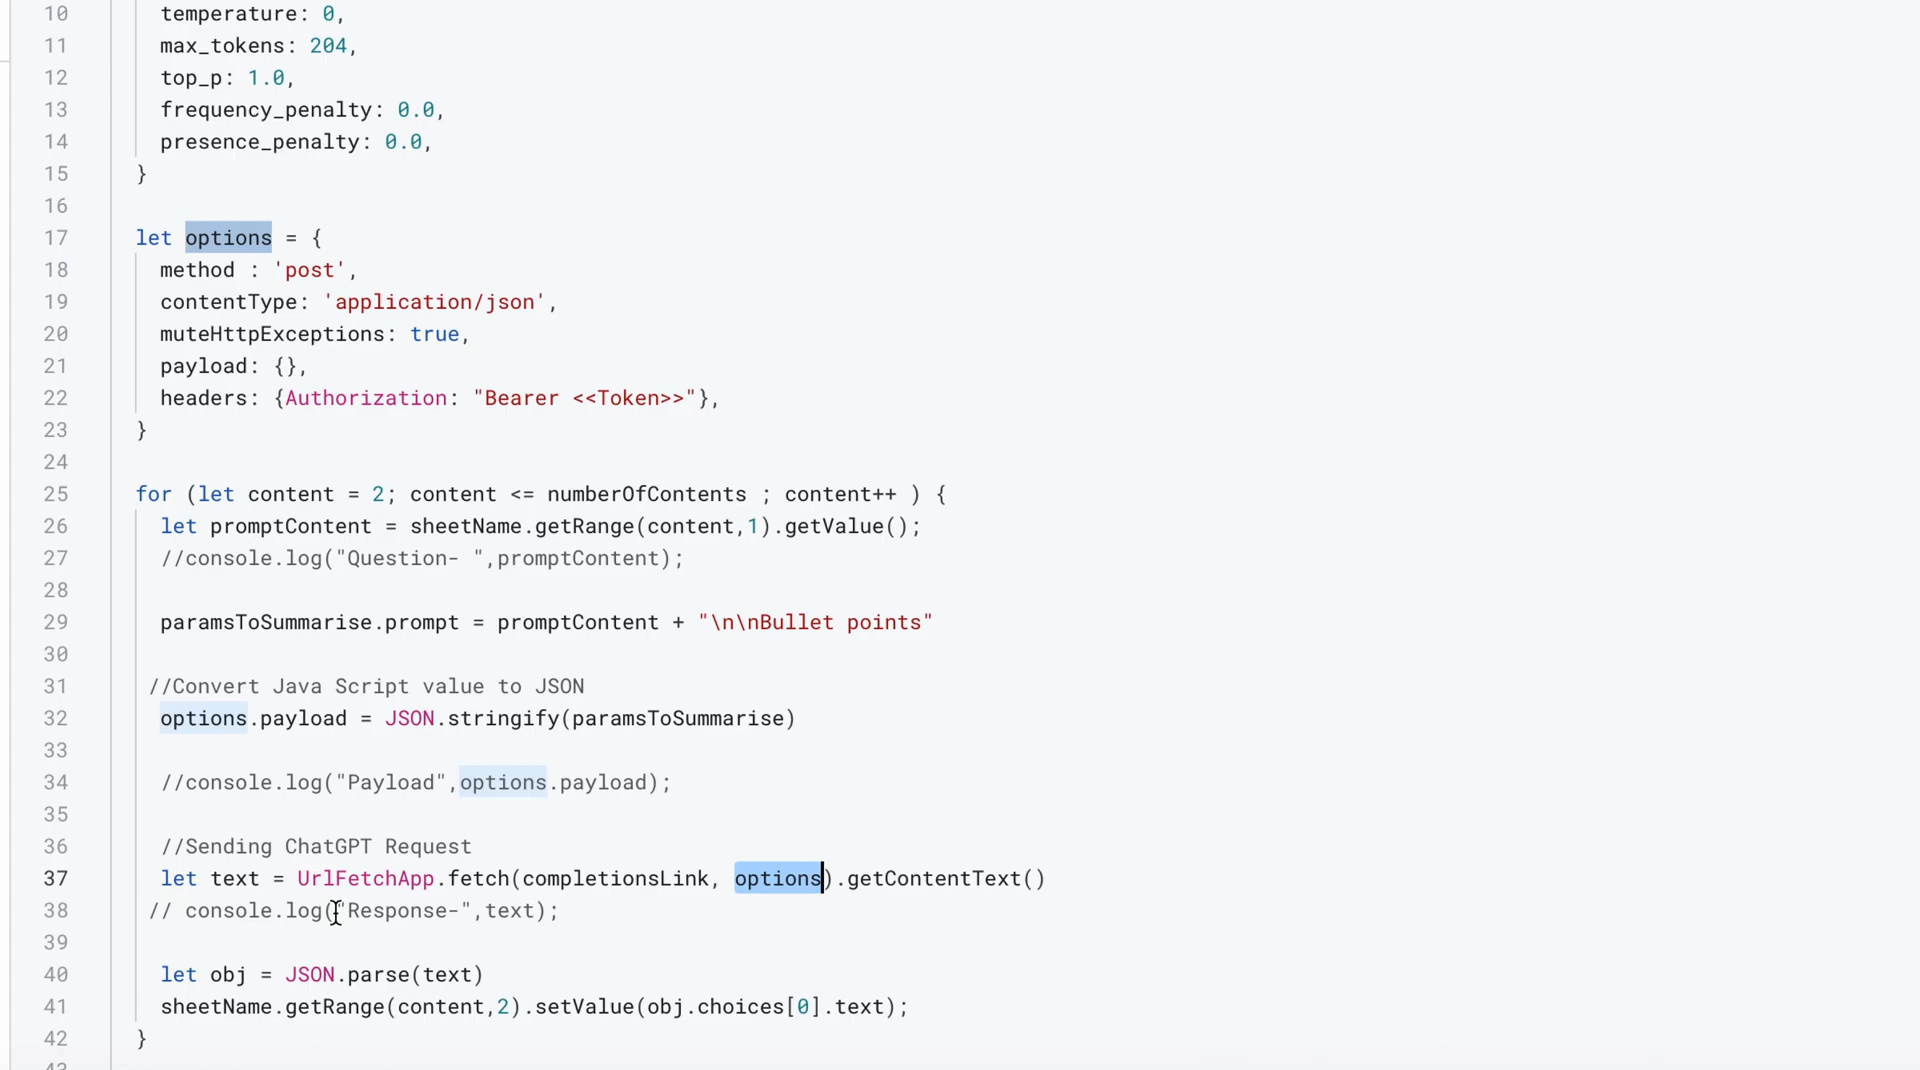 10 temperature: 0,
11 max_tokens: 204,
12 top_p: 1.0,
13 frequency_penalty: 0.0,
14 presence_penalty: 0.0,
15 }
16
17 let options = {
18 method : 'post',
19 contentType: 'application/json',
20 muteHttpExceptions: true,
21 payload: {},
22 headers: {Authorization: "Bearer <<Token>>"},
23 }
24
25 for (let content = 2; content <= numberOfContents ; content++ ) {
26 let promptContent = sheetName.getRange(content,1).getValue();
27 //console.log("Question- ",promptContent);
28
29 paramsToSummarise.prompt = promptContent + "\n\nBullet points"
30
31 //Convert Java Script value to JSON
32 options.payload = JSON.stringify(paramsToSummarise)
33
34 //console.log("Payload",options.payload);
35
36 //Sending ChatGPT Request
37 let text = UrlFetchApp.fetch(completionsLink, options).getContentText()
38 // console.log("Response-",text);
39
40 let obj = JSON.parse(text)
41 sheetName.getRange(content,2).setValue(obj.choices[0].text);
42 }
43